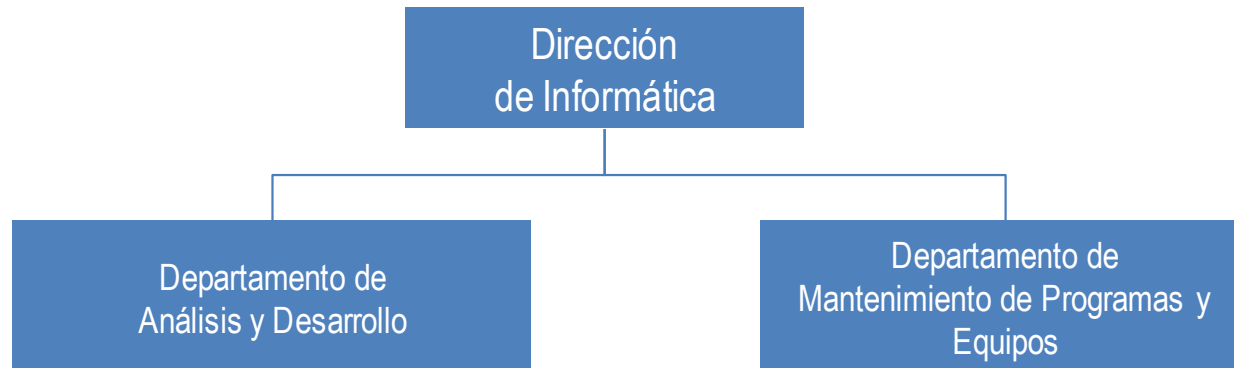 Dirección
de Informática
Departamento de
Análisis y Desarrollo
Departamento de
Mantenimiento de Programas y
Equipos